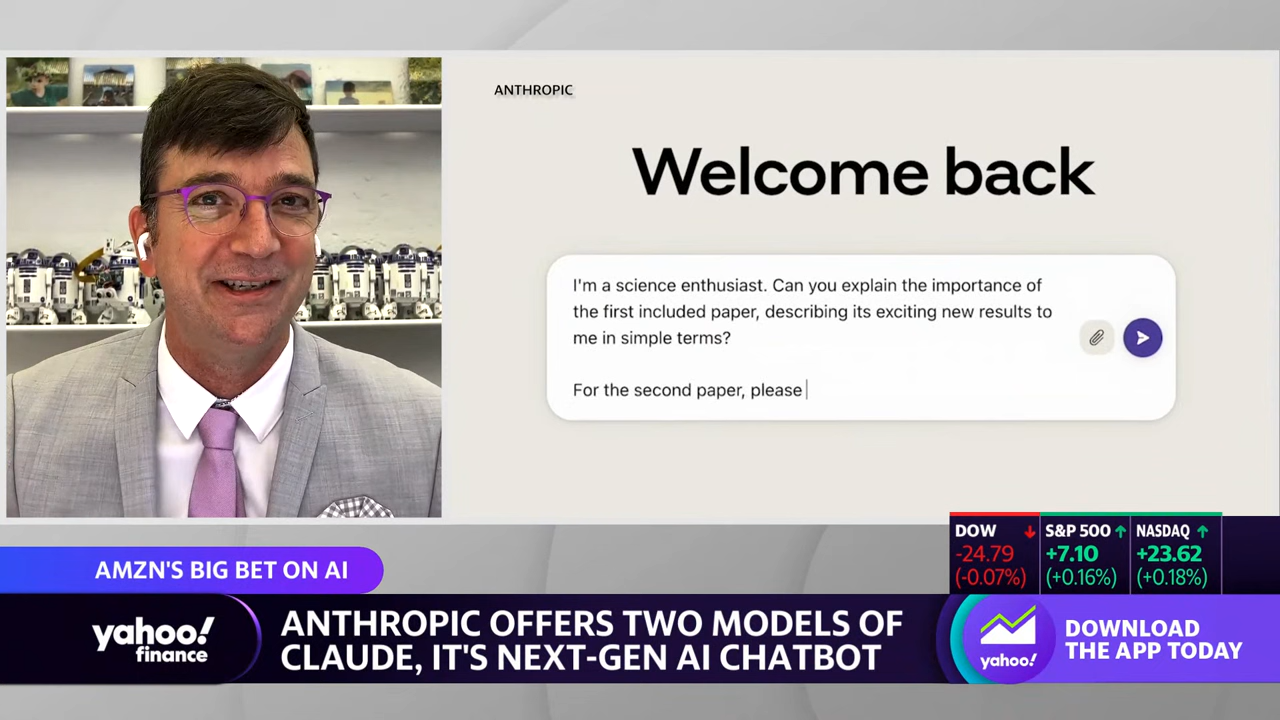 ANTHROPIC
Welcome back
I'm a science enthusiast. Can you explain the importance of
the first included paper, describing its exciting new results to
me in simple terms?
For the second paper, please
DOW
-24.79
(-0.07%)
S&P 500
+7.10
(+0.16%)
NASDAQ
+23.62
(+0.18%)
AMZN'S BIG BET ON AI
yahoo!
finance
ANTHROPIC OFFERS TWO MODELS OF
CLAUDE, IT'S NEXT-GEN AI CHATBOT
yahoo!
DOWNLOAD
THE APP TODAY